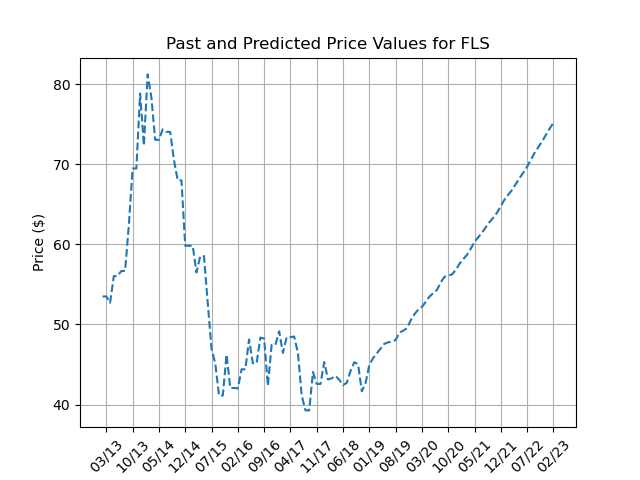 Past and Predicted Price Values for FLS
Price ($)
80
70
60
50
40
03/13 10/13 05/14 12/14 07/15 02/16 09/16 04/17 11/17 06/18 01/19 08/19 03/20 10/20 05/21 12/21 07/22 02/23